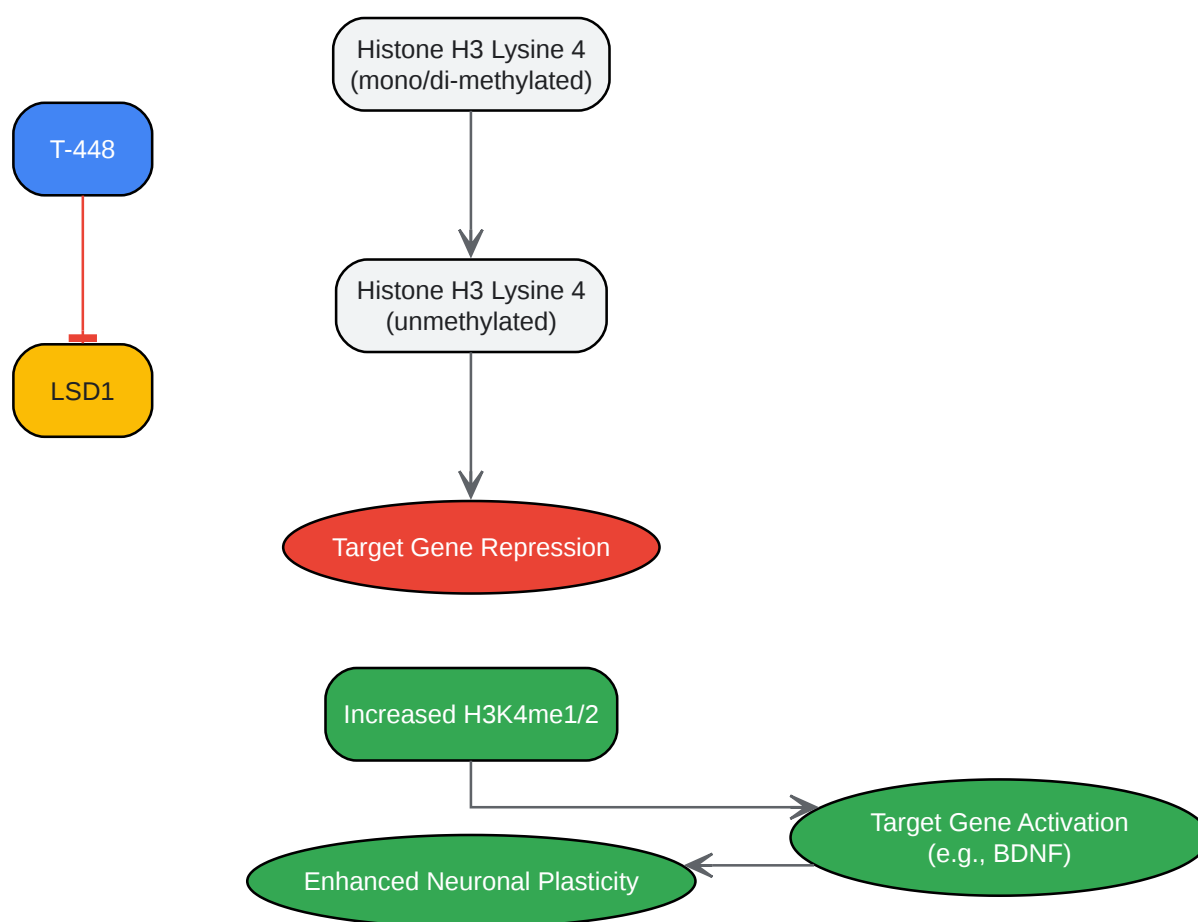 Histone H3 Lysine 4
(mono/di-methylated)
T-448
Histone H3 Lysine 4
(unmethylated)
LSD1
Target Gene Repression
Increased H3K4me1/2
Target Gene Activation
(e.g., BDNF)
Enhanced Neuronal Plasticity